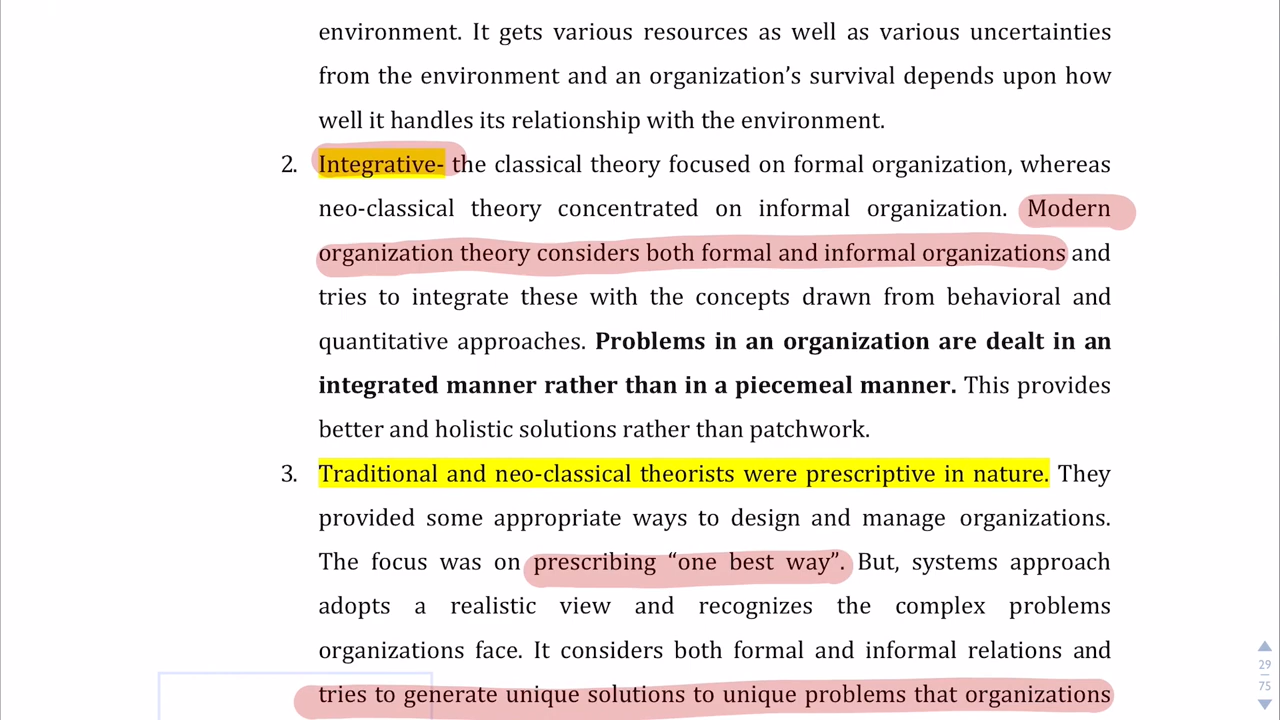 environment. It gets various resources as well as various uncertainties
from the environment and an organization’s survival depends upon how
well it handles its relationship with the environment.
2. Integrative- the classical theory focused on formal organization, whereas
neo-classical theory concentrated on informal organization. Modern
organization theory considers both formal and informal organizations and
tries to integrate these with the concepts drawn from behavioral and
quantitative approaches. Problems in an organization are dealt in an
integrated manner rather than in a piecemeal manner. This provides
better and holistic solutions rather than patchwork.
3. Traditional and neo-classical theorists were prescriptive in nature. They
provided some appropriate ways to design and manage organizations.
The focus was on prescribing “one best way”. But, systems approach
adopts a realistic view and recognizes the complex problems
organizations face. It considers both formal and informal relations and
tries to generate unique solutions to unique problems that organizations
29
75